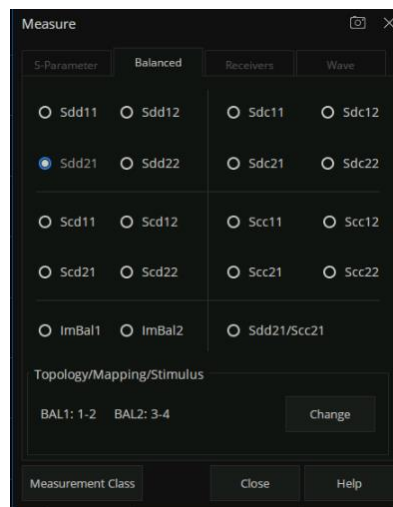 Measure
S-Parameter Balanced Receivers Wave
Sdd11 Sdd12 Sdc11 Sdc12
Sdd21 Sdd22 Sdc21 Sdc22
Scd11 Scd12 Scc11 Scc12
Scd21 Scd22 Scc21 Scc22
ImBal1 ImBal2 Sdd21/Scc21
Topology/Mapping/Stimulus
BAL1: 1-2 BAL2: 3-4 Change
Measurement Class Close Help